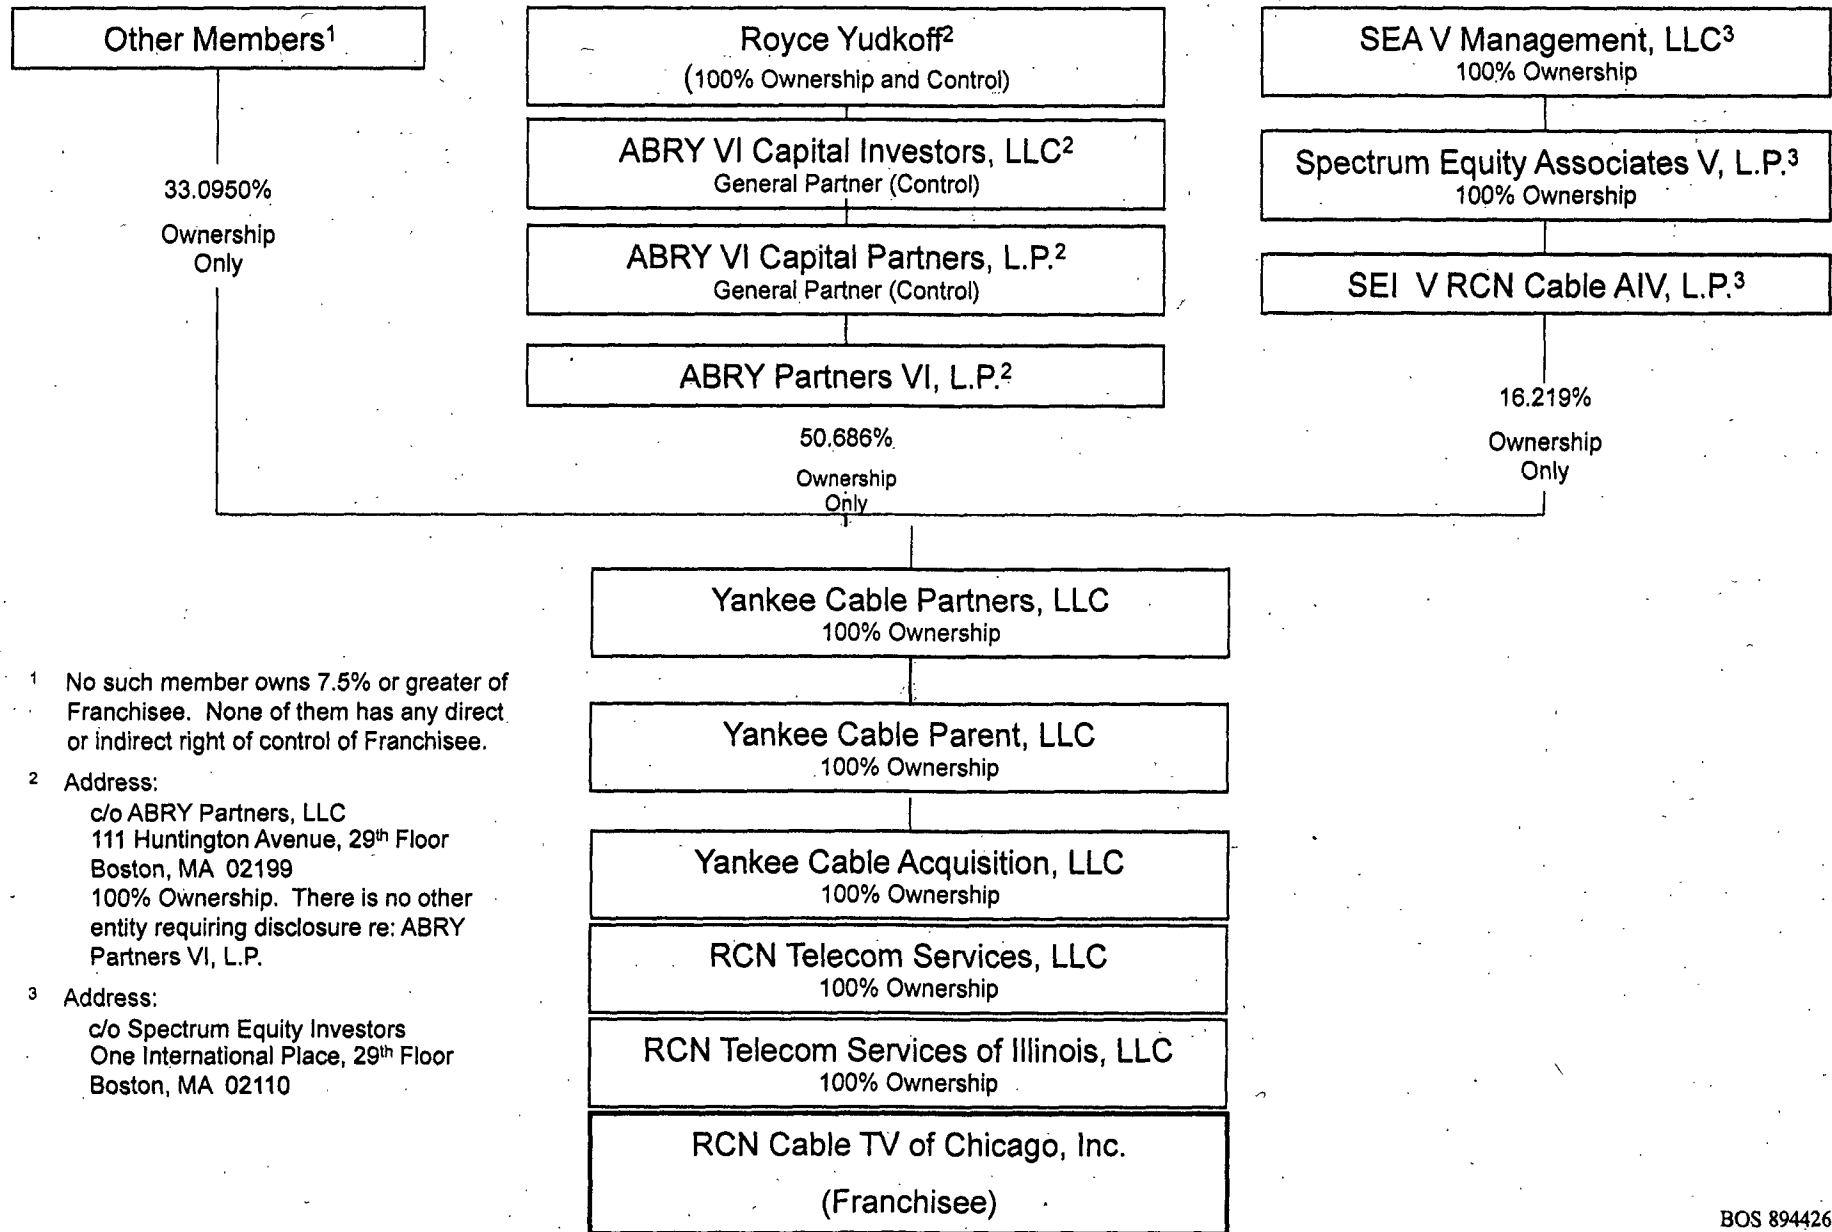 Other Members¹
33.0950%
Ownership
Only
Royce Yudkoff²
(100% Ownership and Control)
ABRY VI Capital Investors, LLC²
General Partner (Control)
ABRY VI Capital Partners, L.P.²
General Partner (Control)
ABRY Partners VI, L.P.²
50.686%
Ownership
Only
SEA V Management, LLC³
100% Ownership
Spectrum Equity Associates V, L.P.³
100% Ownership
SEI V RCN Cable AIV, L.P.³
16.219%
Ownership
Only
Yankee Cable Partners, LLC
100% Ownership
Yankee Cable Parent, LLC
100% Ownership
Yankee Cable Acquisition, LLC
100% Ownership
RCN Telecom Services, LLC
100% Ownership
RCN Telecom Services of Illinois, LLC
100% Ownership
RCN Cable TV of Chicago, Inc.
(Franchisee)
¹ No such member owns 7.5% or greater of
Franchisee. None of them has any direct
or indirect right of control of Franchisee.
² Address:
c/o ABRY Partners, LLC
111 Huntington Avenue, 29th Floor
Boston, MA 02199
100% Ownership. There is no other
entity requiring disclosure re: ABRY
Partners VI, L.P.
³ Address:
c/o Spectrum Equity Investors
One International Place, 29th Floor
Boston, MA 02110
BOS 894426